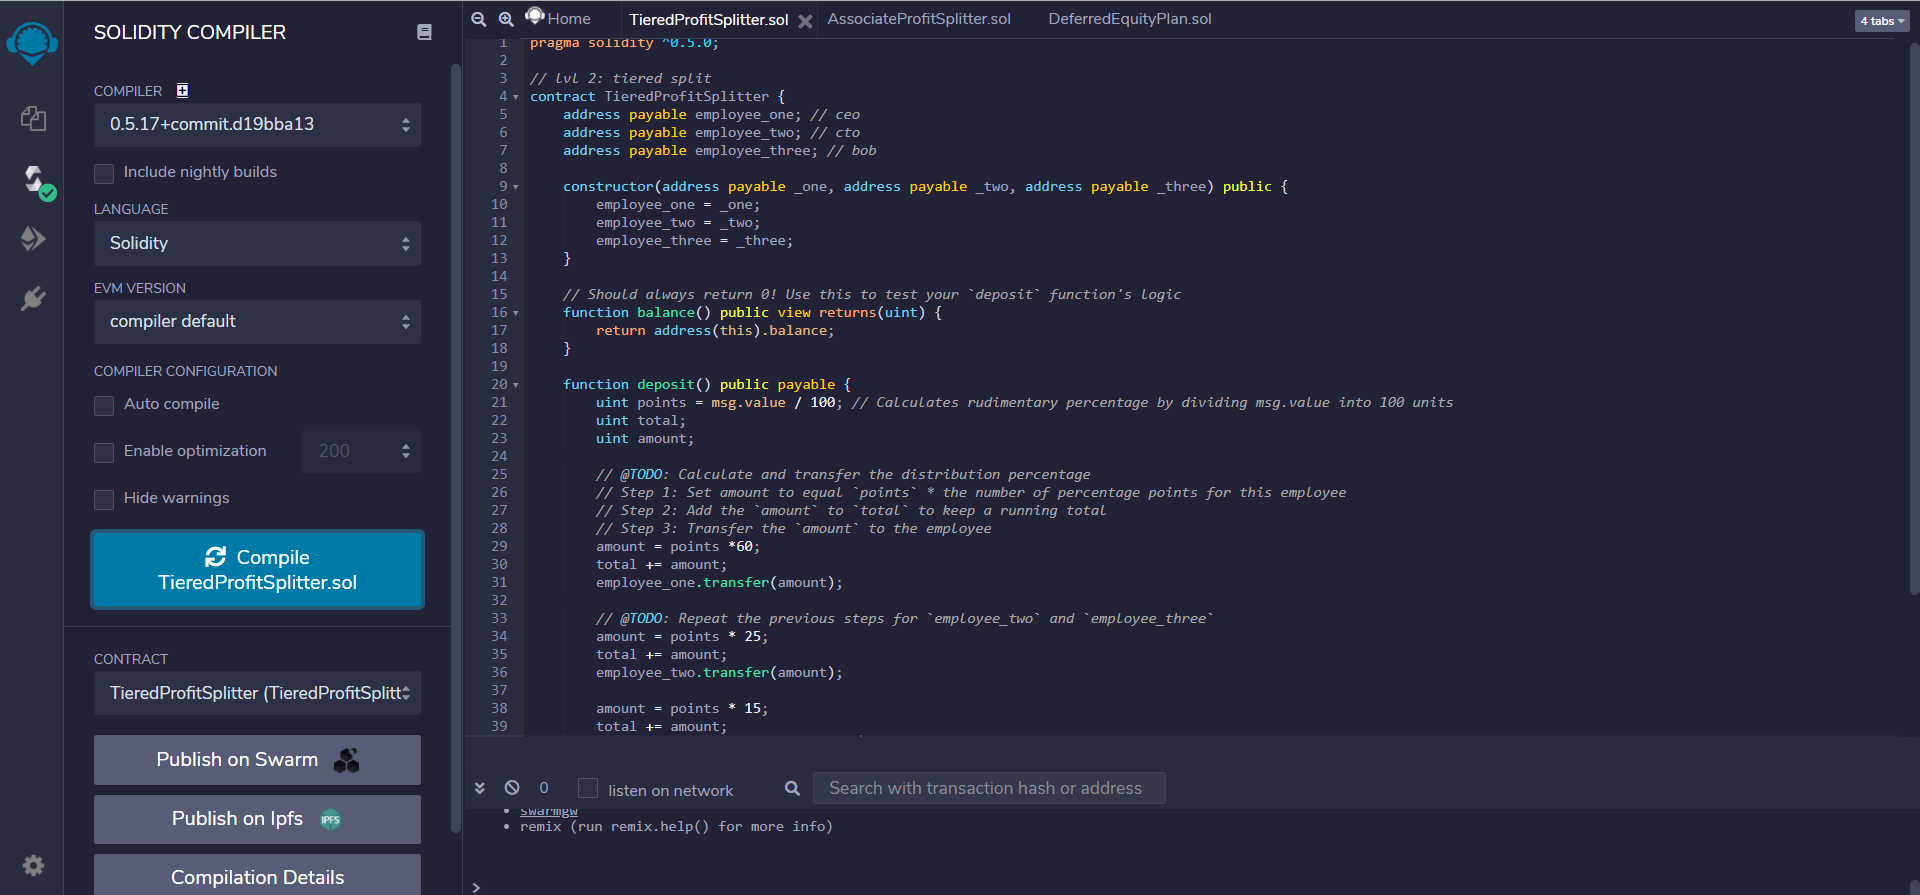 SOLIDITY COMPILER
COMPILER
0.5.17+commit.d19bba13
Include nightly builds
LANGUAGE
Solidity
EVM VERSION
compiler default
COMPILER CONFIGURATION
Auto compile
Enable optimization
200
Hide warnings
Compile
TieredProfitSplitter.sol
CONTRACT
TieredProfitSplitter (TieredProfitSplitt
Publish on Swarm
Publish on Ipfs
IPFS
Compilation Details
Home
TieredProfitSplitter.sol
AssociateProfitSplitter.sol
DeferredEquityPlan.sol
4 tabs
1 pragma solidity ^0.5.0;
2
3 // lvl 2: tiered split
4 contract TieredProfitSplitter {
5 address payable employee_one; // ceo
6 address payable employee_two; // cto
7 address payable employee_three; // bob
8
9 constructor(address payable _one, address payable _two, address payable _three) public {
10 employee_one = _one;
11 employee_two = _two;
12 employee_three = _three;
13 }
14
15 // Should always return 0! Use this to test your `deposit` function's logic
16 function balance() public view returns(uint) {
17 return address(this).balance;
18 }
19
20 function deposit() public payable {
21 uint points = msg.value / 100; // Calculates rudimentary percentage by dividing msg.value into 100 units
22 uint total;
23 uint amount;
24
25 // @TODO: Calculate and transfer the distribution percentage
26 // Step 1: Set amount to equal `points` * the number of percentage points for this employee
27 // Step 2: Add the `amount` to `total` to keep a running total
28 // Step 3: Transfer the `amount` to the employee
29 amount = points *60;
30 total += amount;
31 employee_one.transfer(amount);
32
33 // @TODO: Repeat the previous steps for `employee_two` and `employee_three`
34 amount = points * 25;
35 total += amount;
36 employee_two.transfer(amount);
37
38 amount = points * 15;
39 total += amount;
0
listen on network
Search with transaction hash or address
• swarmgw
• remix (run remix.help() for more info)
>